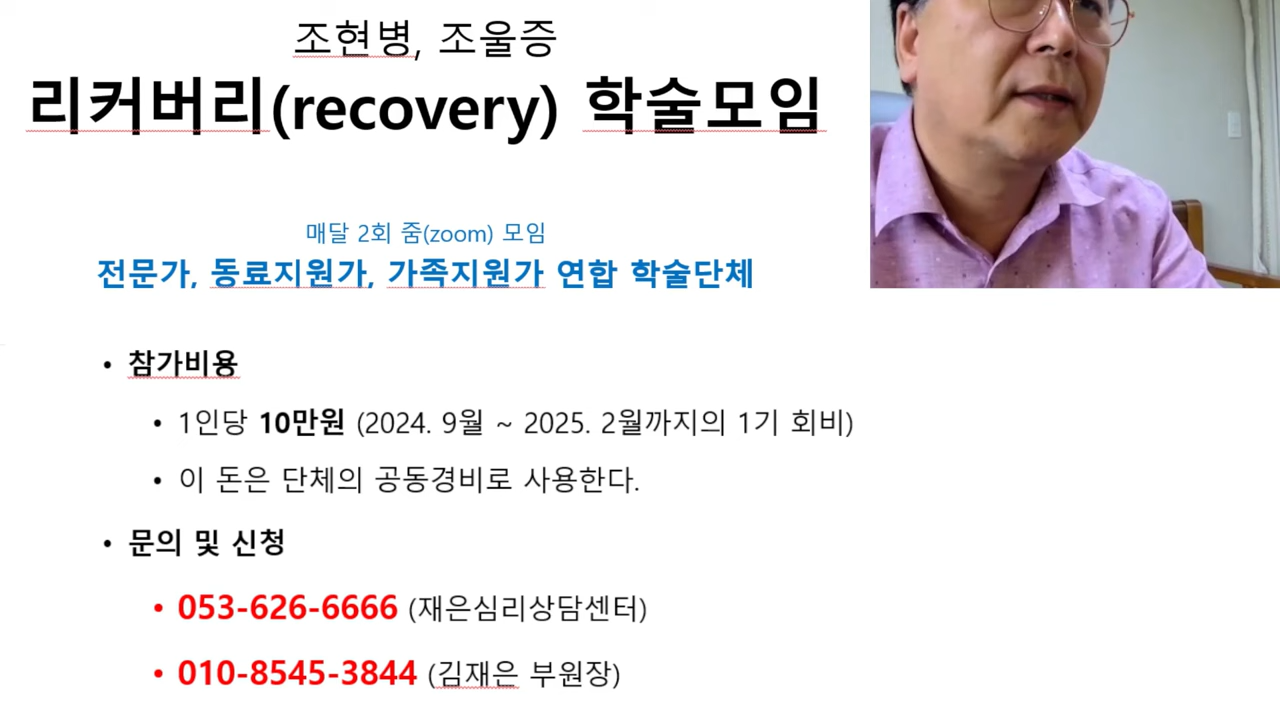 조현병, 조울증
리커버리(recovery) 학술모임
매달 2회 줌(zoom) 모임
전문가, 동료지원가, 가족지원가 연합 학술단체
• 참가비용
• 1인당 10만원 (2024. 9월 ~ 2025. 2월까지의 1기 회비)
• 이 돈은 단체의 공동경비로 사용한다.
• 문의 및 신청
• 053-626-6666 (재은심리상담센터)
• 010-8545-3844 (김재은 부원장)